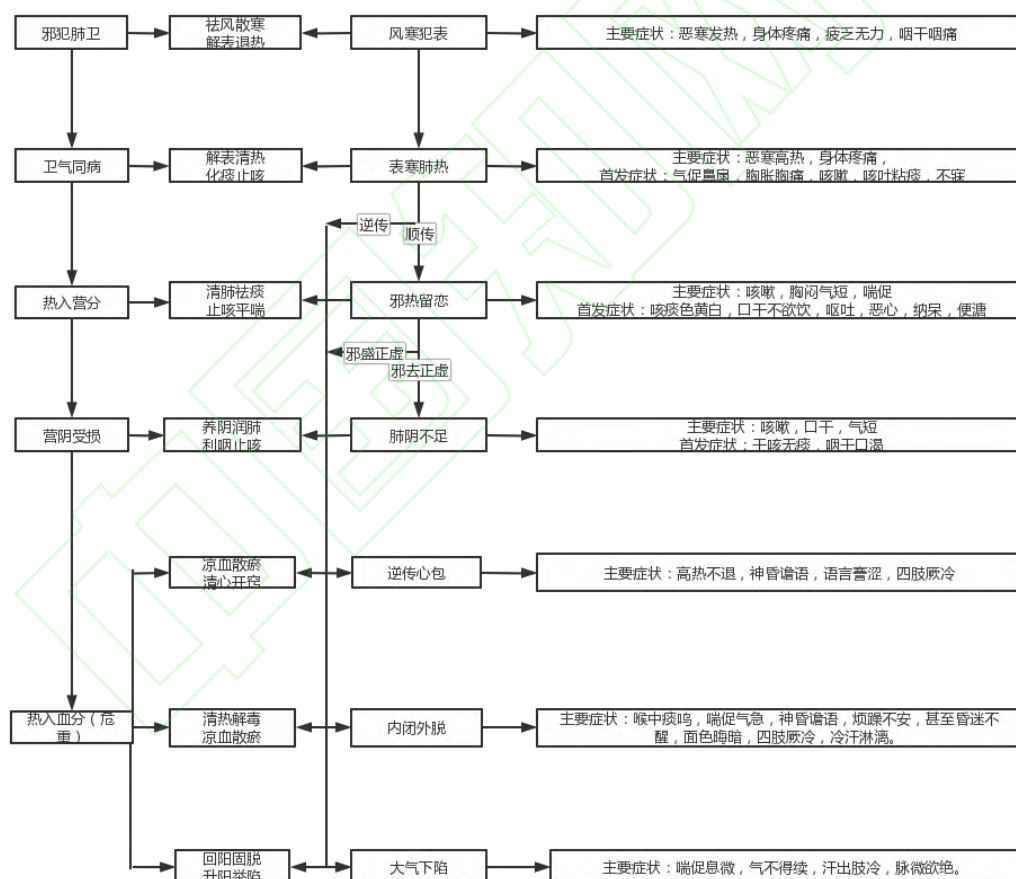 邪犯肺卫
祛风散寒
解表退热
风寒犯表
主要症状：恶寒发热，身体疼痛，疲乏无力，咽干咽痛
卫气同病
解表清热
化痰止咳
表寒肺热
主要症状：恶寒高热，身体疼痛，
首发症状：气促鼻扇，胸胀胸痛，咳嗽，咳吐粘痰，不寐
逆传
顺传
热入营分
清肺祛痰
止咳平喘
邪热留恋
主要症状：咳嗽，胸闷气短，喘促
首发症状：咳痰色黄白，口干不欲饮，呕吐，恶心，纳呆，便溏
邪盛正虚
邪去正虚
营阴受损
养阴润肺
利咽止咳
肺阴不足
主要症状：咳嗽，口干，气短
首发症状：干咳无痰，咽干口渴
凉血散瘀
清心开窍
逆传心包
主要症状：高热不退，神昏谵语，语言謇涩，四肢厥冷
热入血分（危
重）
清热解毒
凉血散瘀
内闭外脱
主要症状：喉中痰鸣，喘促气急，神昏谵语，烦躁不安，甚至昏迷不
醒，面色晦暗，四肢厥冷，冷汗淋漓。
回阳固脱
升阳举陷
大气下陷
主要症状：喘促息微，气不得续，汗出肢冷，脉微欲绝。